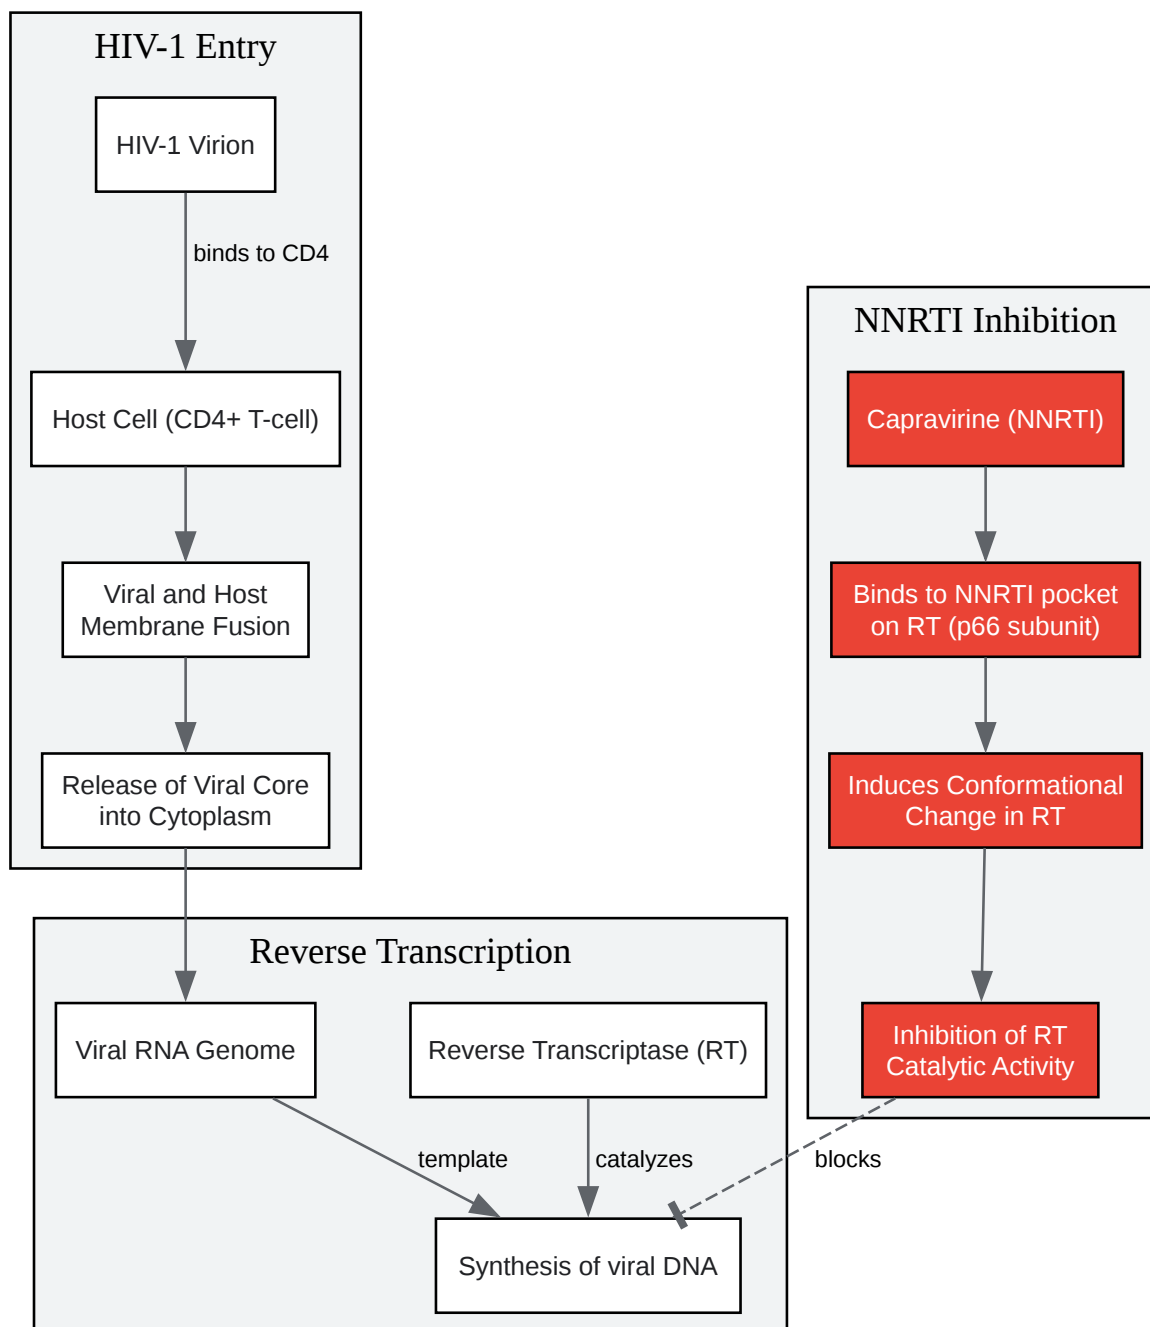 HIV-1 Entry
HIV-1 Virion
binds to CD4
Host Cell (CD4+ T-cell)
Viral and Host
Membrane Fusion
Release of Viral Core
into Cytoplasm
NNRTI Inhibition
Capravirine (NNRTI)
Binds to NNRTI pocket
on RT (p66 subunit)
Induces Conformational
Change in RT
Inhibition of RT
Catalytic Activity
Reverse Transcription
Viral RNA Genome
Reverse Transcriptase (RT)
template
catalyzes
blocks
Synthesis of viral DNA